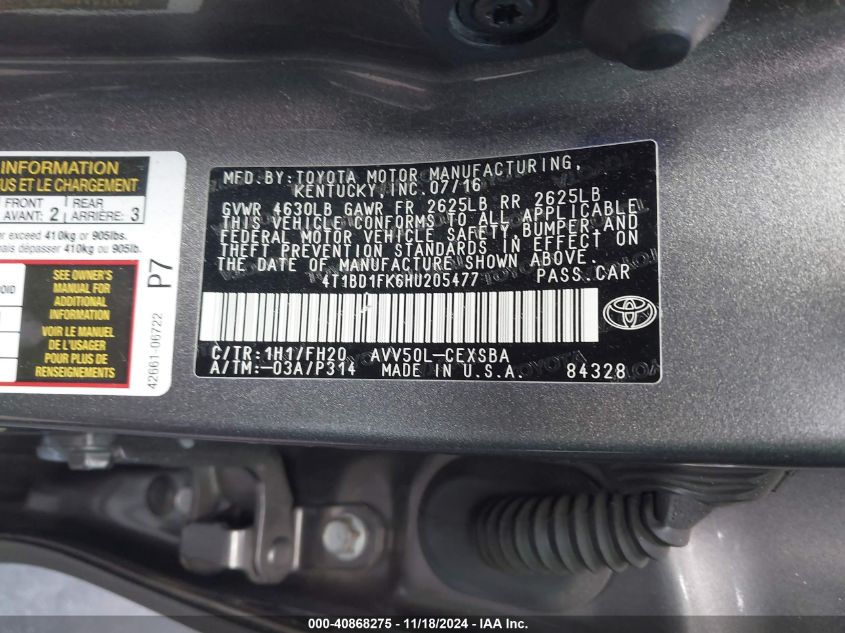 INFORMATION
US ET LE CHARGEMENT
FRONT
AVANT: 2
REAR
ARRIÈRE: 3
er exceed 410kg or 905lbs.
mais dépasser 410kg ou 905lb.
SEE OWNER'S
MANUAL FOR
ADDITIONAL
INFORMATION
VOIR LE MANUEL
DE
L'USAGER POUR
PLUS DE
RENSEIGNEMENTS
P7
42661-06722
MFD.BY:TOYOTA MOTOR MANUFACTURING,
KENTUCKY,INC.07/16
GVWR 4630LB GAWR FR 2625LB RR 2625LB
THIS VEHICLE CONFORMS TO ALL APPLICABLE
FEDERAL MOTOR VEHICLE SAFETY,BUMPER,AND
THEFT PREVENTION STANDARDS IN EFFECT ON
THE DATE OF MANUFACTURE SHOWN ABOVE.
4T1BD1FK6HU205477 PASS.CAR
C/TR:1H1/FH20 AVV50L-CEXSBA
A/TM:-03A/P314 MADE IN U.S.A. 84328
000-40868275 - 11/18/2024 - IAA Inc.